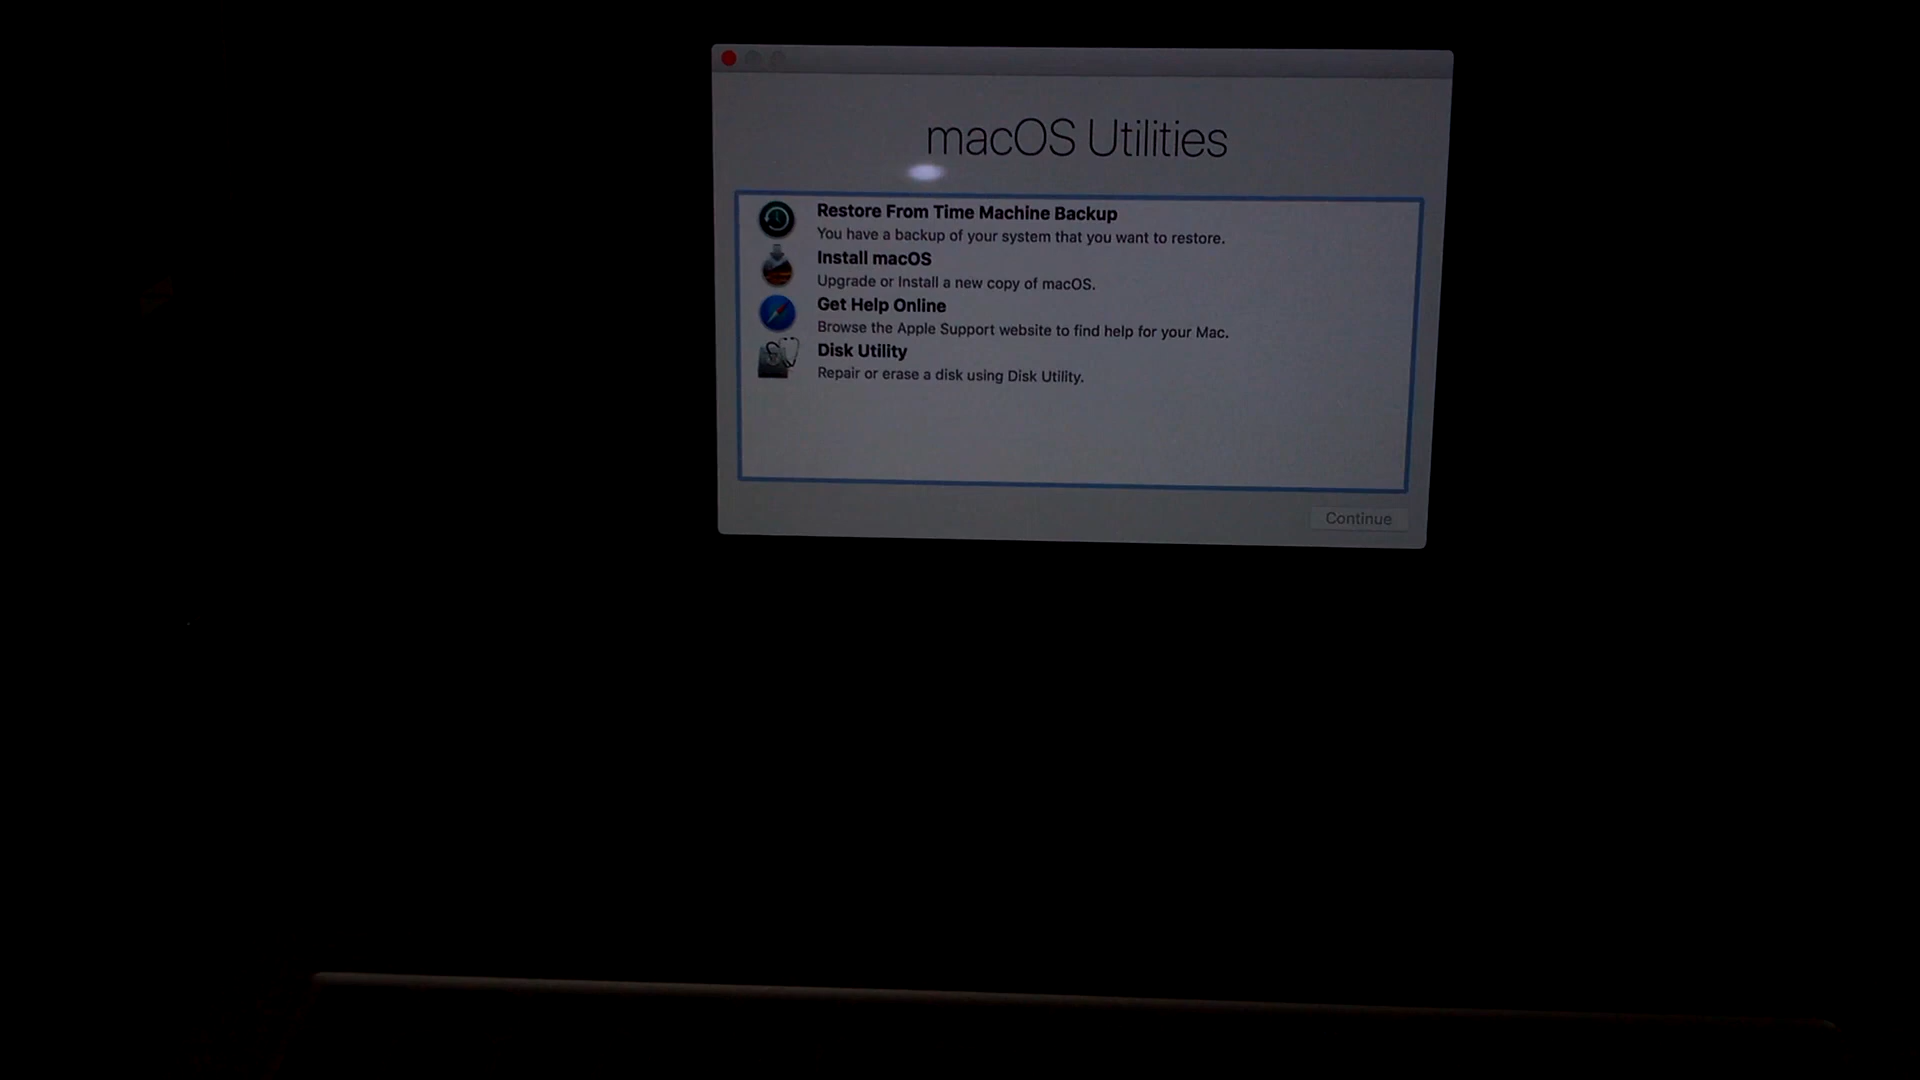 macOS Utilities
Restore From Time Machine Backup
You have a backup of your system that you want to restore.
Install macOS
Upgrade or Install a new copy of macOS.
Get Help Online
Browse the Apple Support website to find help for your Mac.
Disk Utility
Repair or erase a disk using Disk Utility.
Continue